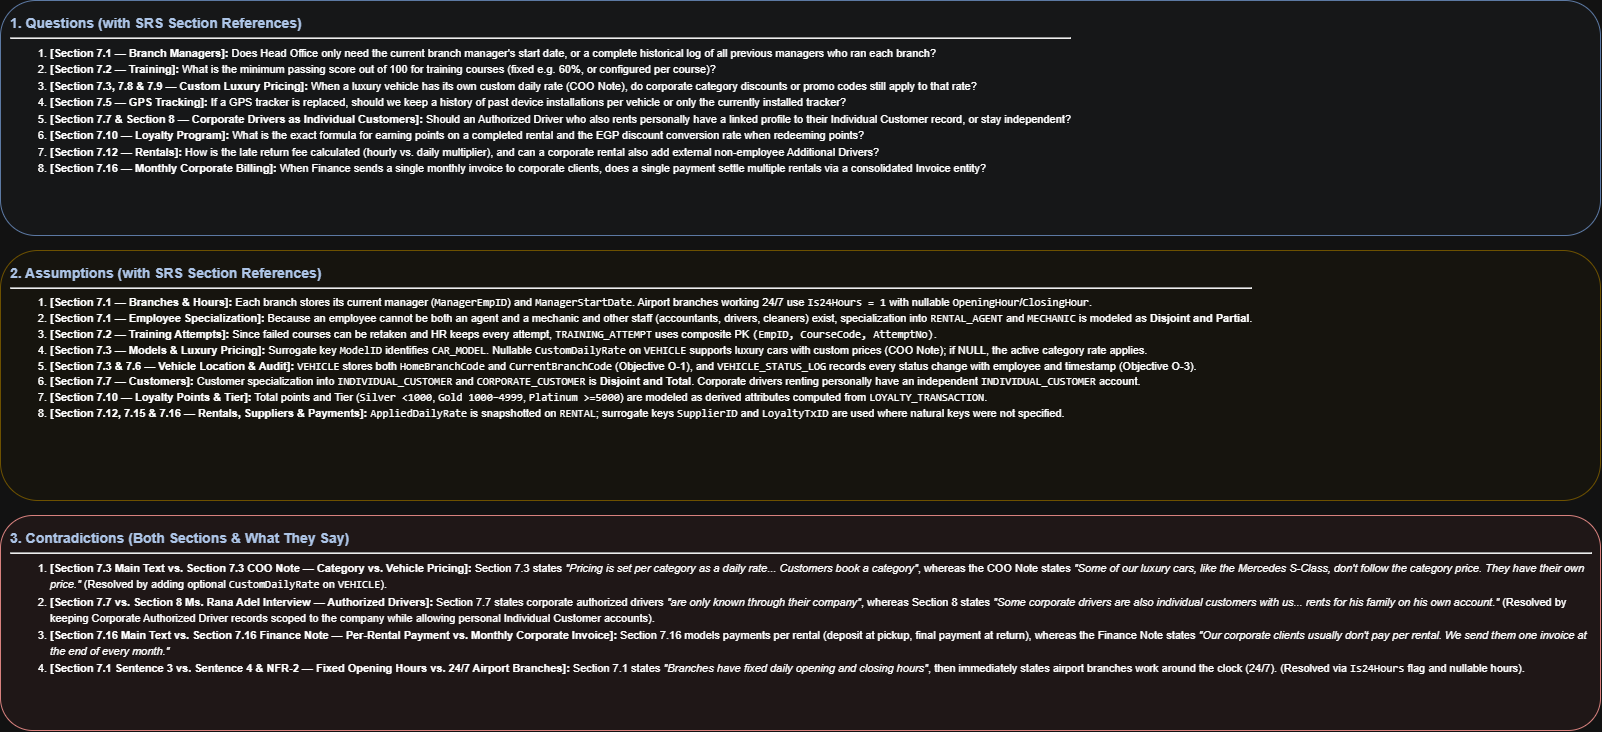 1. Questions (with SRS Section References)
1. [Section 7.1 — Branch Managers]: Does Head Office only need the current branch manager's start date, or a complete historical log of all previous managers who ran each branch?
2. [Section 7.2 — Training]: What is the minimum passing score out of 100 for training courses (fixed e.g. 60%, or configured per course)?
3. [Section 7.3, 7.8 & 7.9 — Custom Luxury Pricing]: When a luxury vehicle has its own custom daily rate (COO Note), do corporate category discounts or promo codes still apply to that rate?
4. [Section 7.5 — GPS Tracking]: If a GPS tracker is replaced, should we keep a history of past device installations per vehicle or only the currently installed tracker?
5. [Section 7.7 & Section 8 — Corporate Drivers as Individual Customers]: Should an Authorized Driver who also rents personally have a linked profile to their Individual Customer record, or stay independent?
6. [Section 7.10 — Loyalty Program]: What is the exact formula for earning points on a completed rental and the EGP discount conversion rate when redeeming points?
7. [Section 7.12 — Rentals]: How is the late return fee calculated (hourly vs. daily multiplier), and can a corporate rental also add external non-employee Additional Drivers?
8. [Section 7.16 — Monthly Corporate Billing]: When Finance sends a single monthly invoice to corporate clients, does a single payment settle multiple rentals via a consolidated Invoice entity?
2. Assumptions (with SRS Section References)
1. [Section 7.1 — Branches & Hours]: Each branch stores its current manager (ManagerEmpID) and ManagerStartDate. Airport branches working 24/7 use Is24Hours = 1 with nullable OpeningHour/ClosingHour.
2. [Section 7.1 — Employee Specialization]: Because an employee cannot be both an agent and a mechanic and other staff (accountants, drivers, cleaners) exist, specialization into RENTAL_AGENT and MECHANIC is modeled as Disjoint and Partial.
3. [Section 7.2 — Training Attempts]: Since failed courses can be retaken and HR keeps every attempt, TRAINING_ATTEMPT uses composite PK (EmpID, CourseCode, AttemptNo).
4. [Section 7.3 — Models & Luxury Pricing]: Surrogate key ModelID identifies CAR_MODEL. Nullable CustomDailyRate on VEHICLE supports luxury cars with custom prices (COO Note); if NULL, the active category rate applies.
5. [Section 7.3 & 7.6 — Vehicle Location & Audit]: VEHICLE stores both HomeBranchCode and CurrentBranchCode (Objective O-1), and VEHICLE_STATUS_LOG records every status change with employee and timestamp (Objective O-3).
6. [Section 7.7 — Customers]: Customer specialization into INDIVIDUAL_CUSTOMER and CORPORATE_CUSTOMER is Disjoint and Total. Corporate drivers renting personally have an independent INDIVIDUAL_CUSTOMER account.
7. [Section 7.10 — Loyalty Points & Tier]: Total points and Tier (Silver <1000, Gold 1000–4999, Platinum >=5000) are modeled as derived attributes computed from LOYALTY_TRANSACTION.
8. [Section 7.12, 7.15 & 7.16 — Rentals, Suppliers & Payments]: AppliedDailyRate is snapshotted on RENTAL; surrogate keys SupplierID and LoyaltyTxID are used where natural keys were not specified.
3. Contradictions (Both Sections & What They Say)
1. [Section 7.3 Main Text vs. Section 7.3 COO Note — Category vs. Vehicle Pricing]: Section 7.3 states "Pricing is set per category as a daily rate... Customers book a category", whereas the COO Note states "Some of our luxury cars, like the Mercedes S-Class, don't follow the category price. They have their own
price." (Resolved by adding optional CustomDailyRate on VEHICLE).
2. [Section 7.7 vs. Section 8 Ms. Rana Adel Interview — Authorized Drivers]: Section 7.7 states corporate authorized drivers "are only known through their company", whereas Section 8 states "Some corporate drivers are also individual customers with us... rents for his family on his own account." (Resolved by
keeping Corporate Authorized Driver records scoped to the company while allowing personal Individual Customer accounts).
3. [Section 7.16 Main Text vs. Section 7.16 Finance Note — Per-Rental Payment vs. Monthly Corporate Invoice]: Section 7.16 models payments per rental (deposit at pickup, final payment at return), whereas the Finance Note states "Our corporate clients usually don't pay per rental. We send them one invoice at
the end of every month."
4. [Section 7.1 Sentence 3 vs. Sentence 4 & NFR-2 — Fixed Opening Hours vs. 24/7 Airport Branches]: Section 7.1 states "Branches have fixed daily opening and closing hours", then immediately states airport branches work around the clock (24/7). (Resolved via Is24Hours flag and nullable hours).